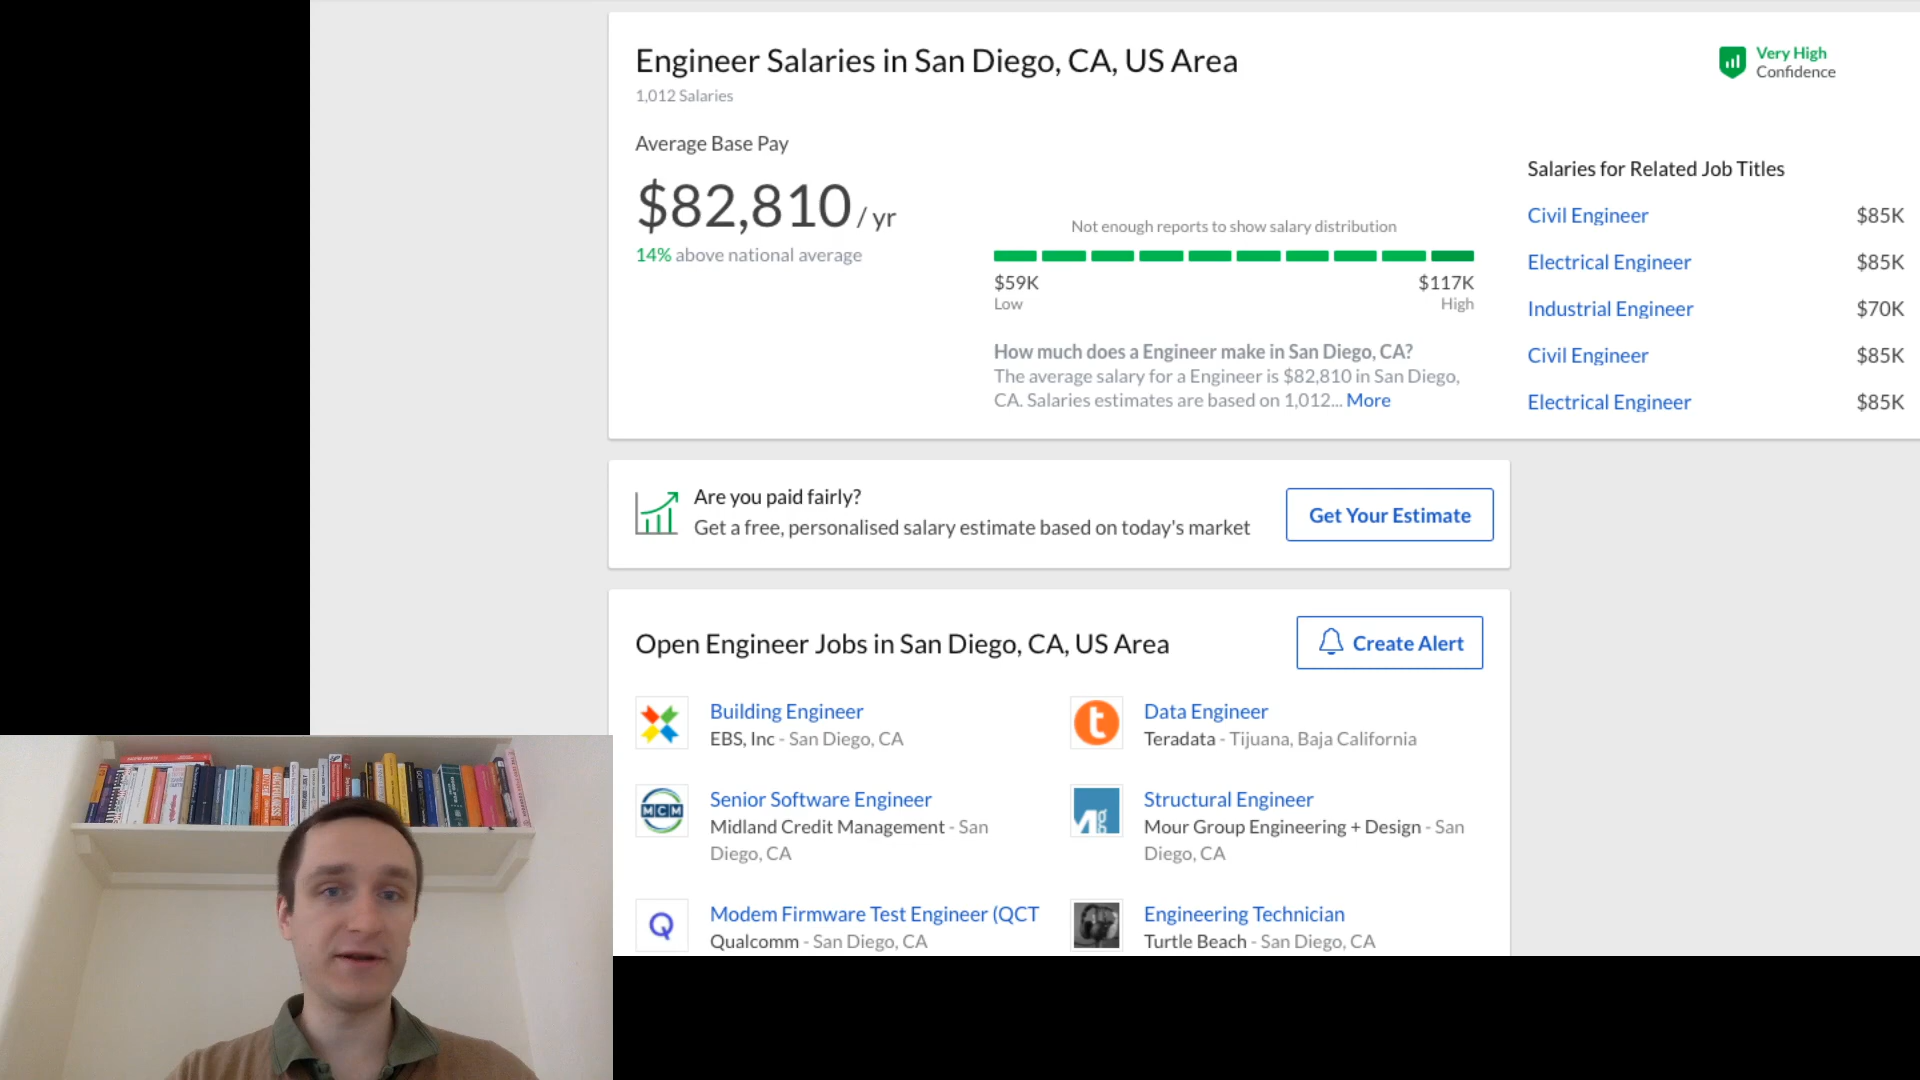 Engineer Salaries in San Diego, CA, US Area
1,012 Salaries
Very High
Confidence
Average Base Pay
$82,810 / yr
14% above national average
Not enough reports to show salary distribution
$59K
Low
$117K
High
How much does a Engineer make in San Diego, CA?
The average salary for a Engineer is $82,810 in San Diego,
CA. Salaries estimates are based on 1,012... More
Salaries for Related Job Titles
Civil Engineer $85K
Electrical Engineer $85K
Industrial Engineer $70K
Civil Engineer $85K
Electrical Engineer $85K
Are you paid fairly?
Get a free, personalised salary estimate based on today's market
Get Your Estimate
Open Engineer Jobs in San Diego, CA, US Area
Create Alert
Building Engineer
EBS, Inc - San Diego, CA
t
Data Engineer
Teradata - Tijuana, Baja California
MCM
Senior Software Engineer
Midland Credit Management - San
Diego, CA
Structural Engineer
Mour Group Engineering + Design - San
Diego, CA
Q
Modem Firmware Test Engineer (QCT
Qualcomm - San Diego, CA
Engineering Technician
Turtle Beach - San Diego, CA